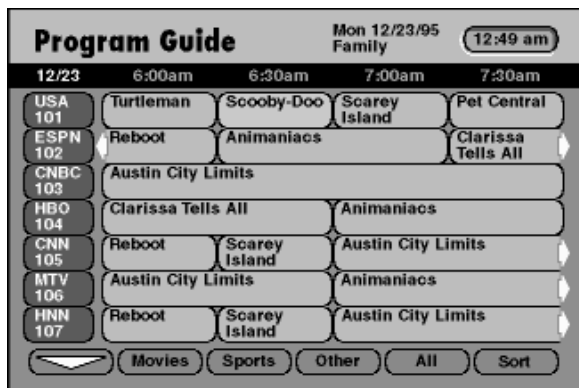 Program Guide
Mon 12/23/95
Family
12:49 am
12/23 6:00am 6:30am 7:00am 7:30am
USA
101
Turtleman
Scooby-Doo
Scarey
Island
Pet Central
ESPN
102
Reboot
Animaniacs
Clarissa
Tells All
CNBC
103
Austin City Limits
HBO
104
Clarissa Tells All
Animaniacs
CNN
105
Reboot
Scarey
Island
Austin City Limits
MTV
106
Austin City Limits
Animaniacs
HNN
107
Reboot
Scarey
Island
Austin City Limits
Movies Sports Other All Sort